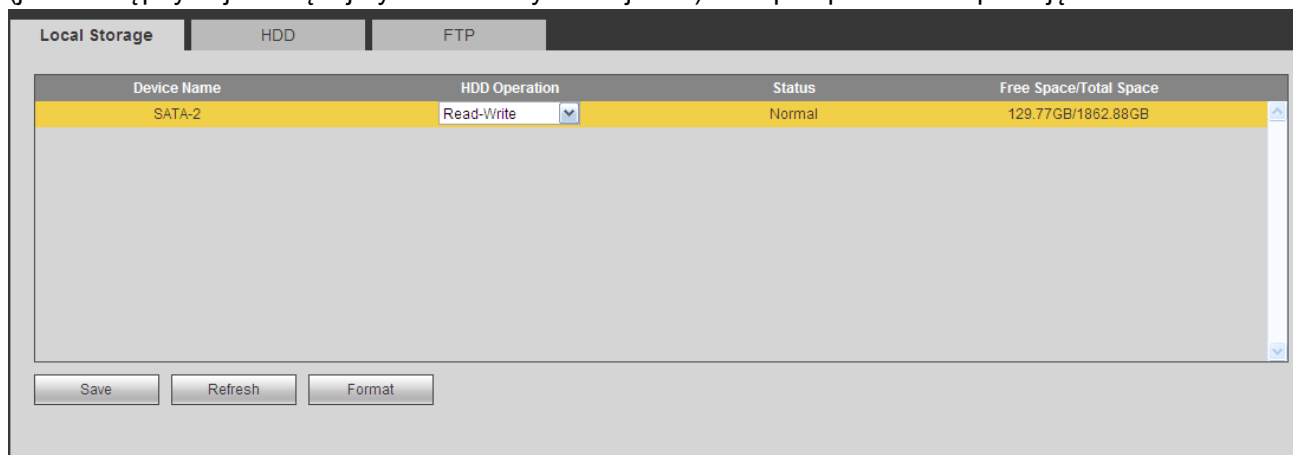 Local Storage HDD FTP
Device Name HDD Operation Status Free Space/Total Space
SATA-2 Read-Write Normal 129.77GB/1862.88GB
Save Refresh Format